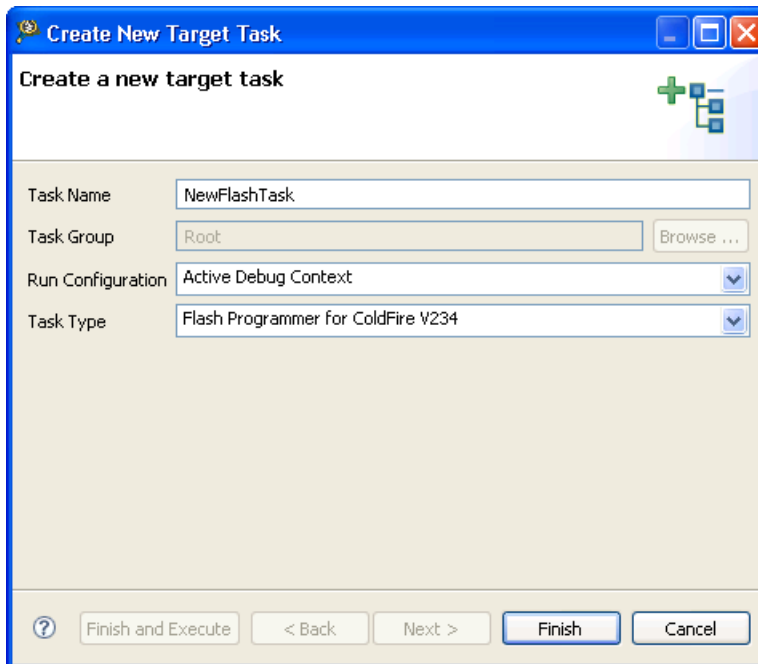 Create New Target Task
Create a new target task
Task Name NewFlashTask
Task Group Root Browse ...
Run Configuration Active Debug Context
Task Type Flash Programmer for ColdFire V234
? Finish and Execute < Back Next > Finish Cancel